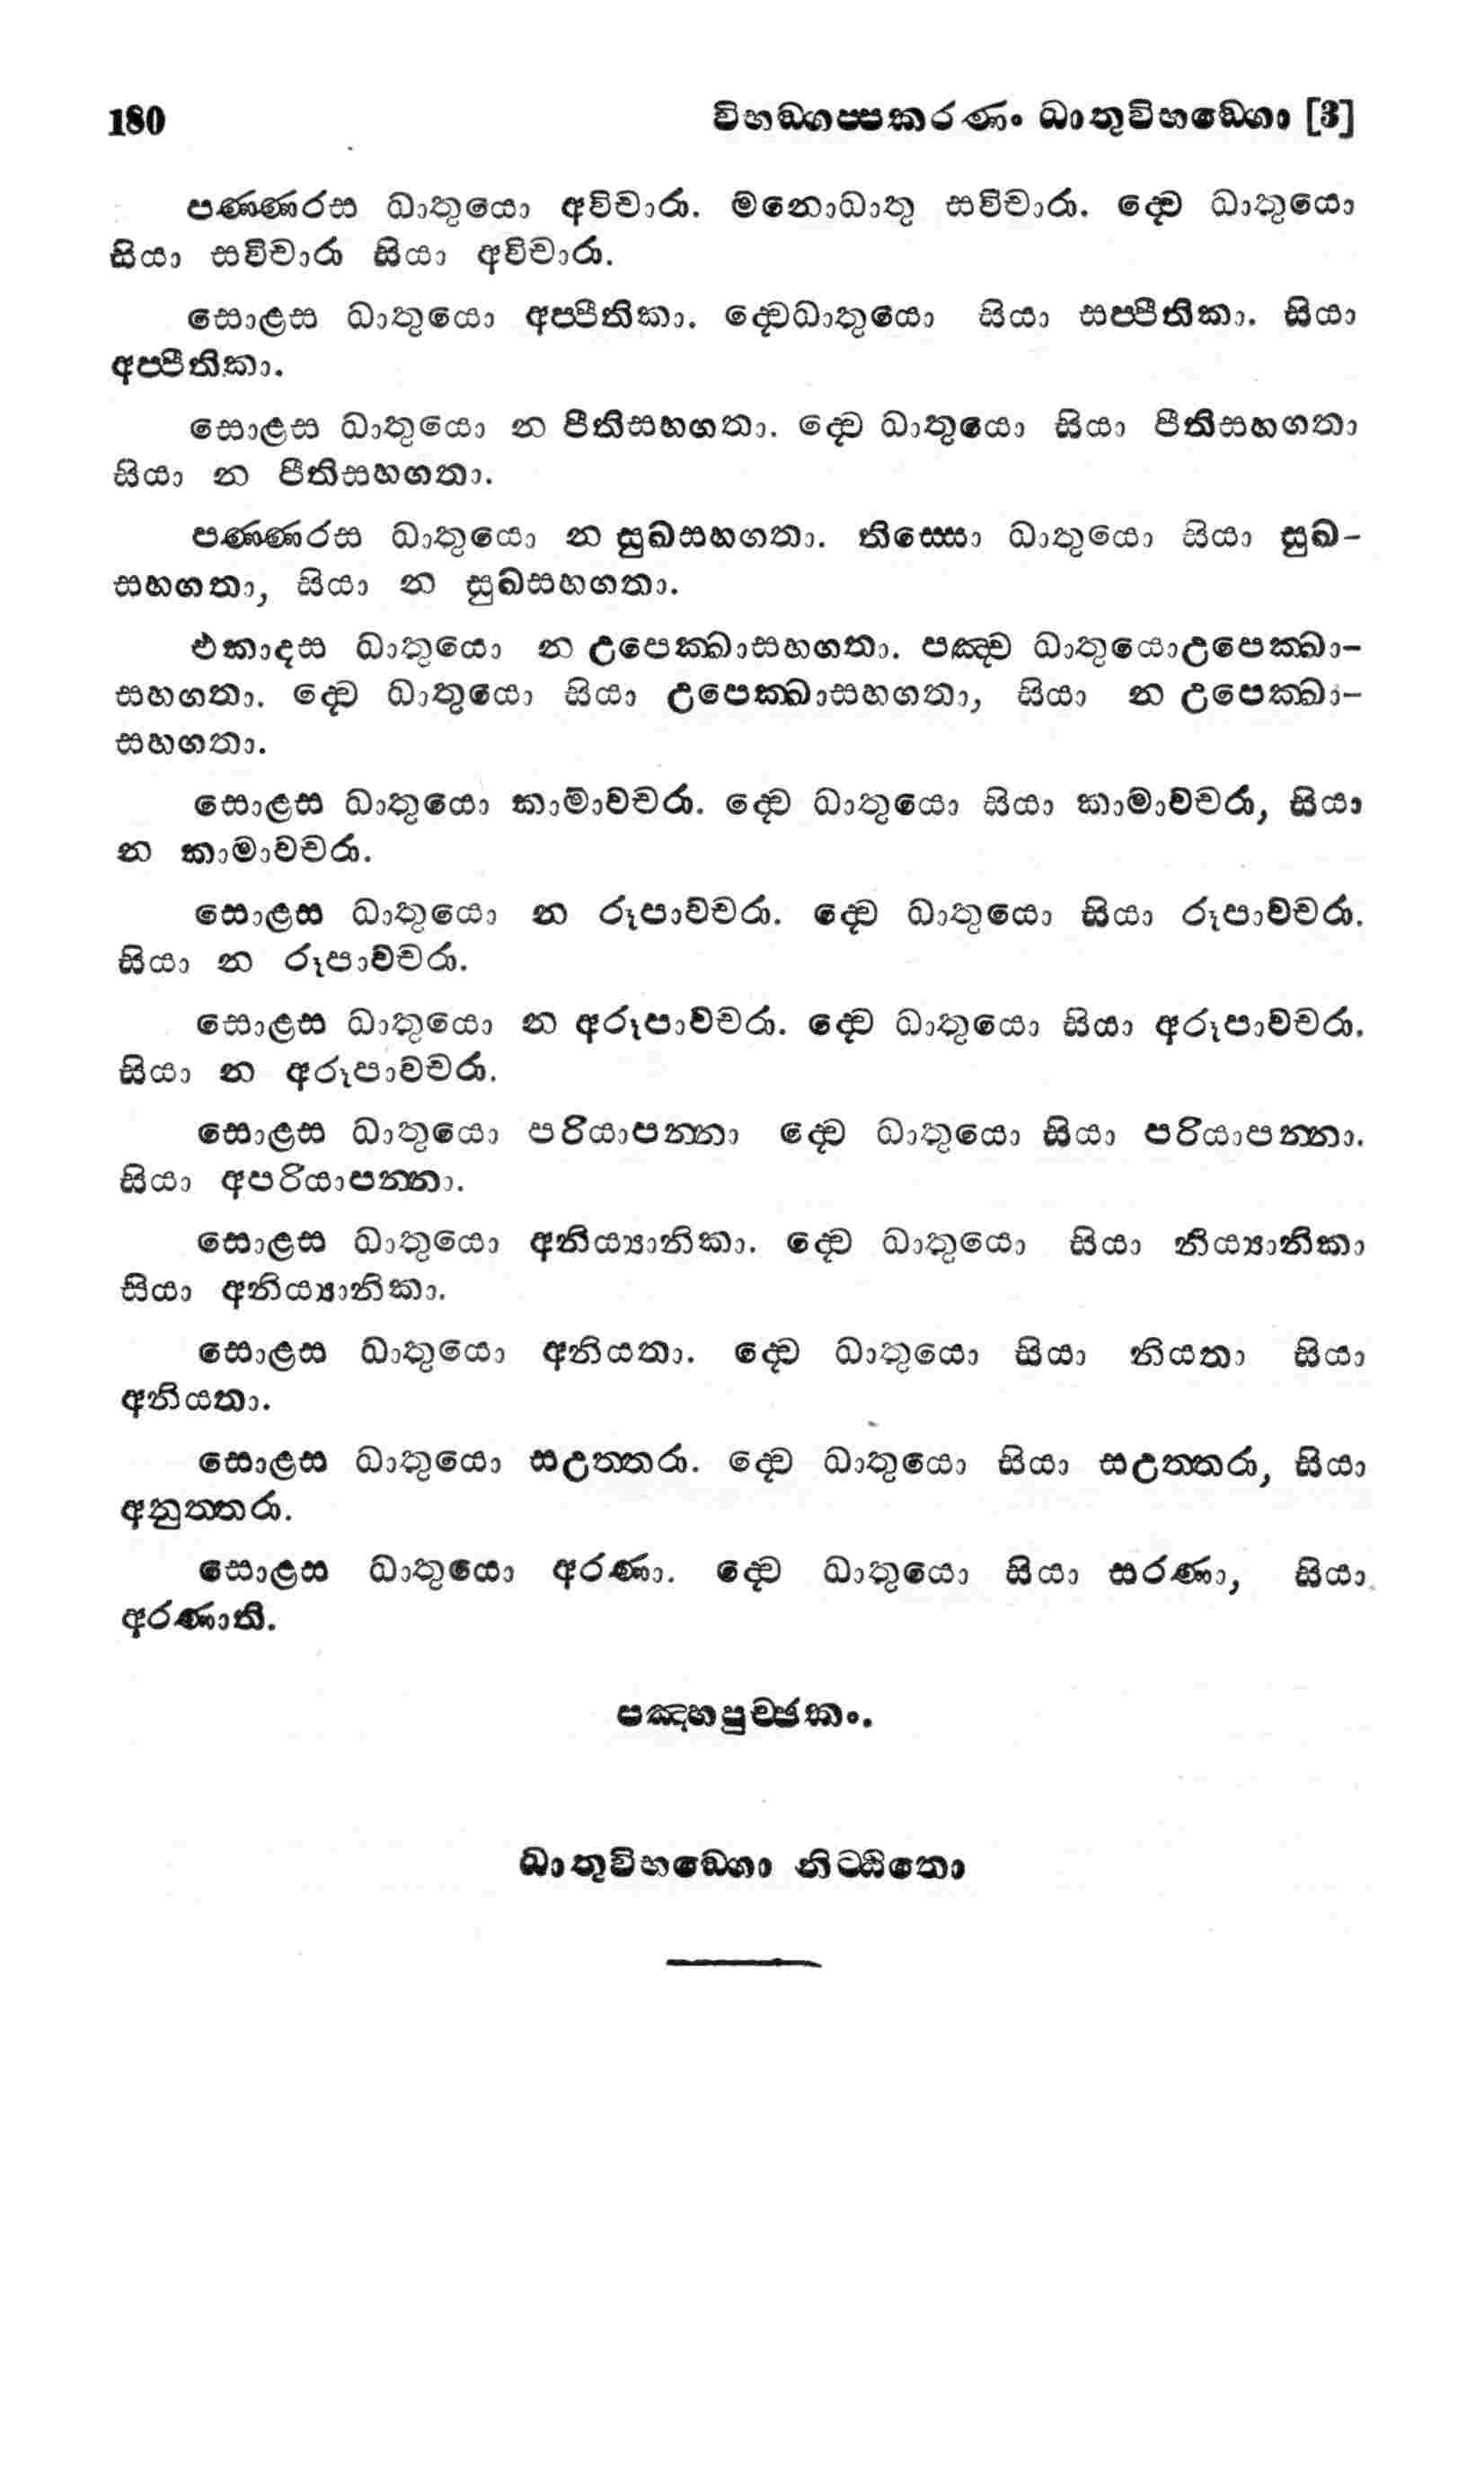 180 විභඞ්ගප්පකරණං ධාතුවිභඞ්ගො [3]
පණ්ණරස ධාතුයො අවිචාරා. මනොධාතු සවිචාරා. ද්වෙ ධාතුයො
සියා සවිචාරා සියා අවිචාරා.
සොළස ධාතුයො අප්පීතිකා. ද්වෙධාතුයො සියා සප්පීතිකා. සියා
අප්පීතිකා.
සොළස ධාතුයො න පීතිසහගතා. ද්වෙ ධාතුයො සියා පීතිසහගතා
සියා න පීතිසහගතා.
පණ්ණරස ධාතුයො න සුඛසහගතා. තිස්සො ධාතුයො සියා සුඛ-
සහගතා, සියා න සුඛසහගතා.
එකාදස ධාතුයො න උපෙක්ඛාසහගතා. පඤ්ච ධාතුයොඋපෙක්ඛා-
සහගතා. ද්වෙ ධාතුයො සියා උපෙක්ඛාසහගතා, සියා න උපෙක්ඛා-
සහගතා.
සොළස ධාතුයො කාමාවචරා. ද්වෙ ධාතුයො සියා කාමාවචරා, සියා
න කාමාවචරා.
සොළස ධාතුයො න රූපාවචරා. ද්වෙ ධාතුයො සියා රූපාවචරා.
සියා න රූපාවචරා.
සොළස ධාතුයො න අරූපාවචරා. ද්වෙ ධාතුයො සියා අරූපාවචරා.
සියා න අරූපාවචරා.
සොළස ධාතුයො පරියාපන්නා ද්වෙ ධාතුයො සියා පරියාපන්නා.
සියා අපරියාපන්නා.
සොළස ධාතුයො අනිය්‍යානිකා. ද්වෙ ධාතුයො සියා නිය්‍යානිකා
සියා අනිය්‍යානිකා.
සොළස ධාතුයො අනියතා. ද්වෙ ධාතුයො සියා නියතා සියා
අනියතා.
සොළස ධාතුයො සඋත්තරා. ද්වෙ ධාතුයො සියා සඋත්තරා, සියා
අනුත්තරා.
සොළස ධාතුයො අරණා. ද්වෙ ධාතුයො සියා සරණා, සියා
අරණාති.
පඤ්හපුච්ඡකං.
ධාතුවිභඞ්ගො නිට්ඨිතො